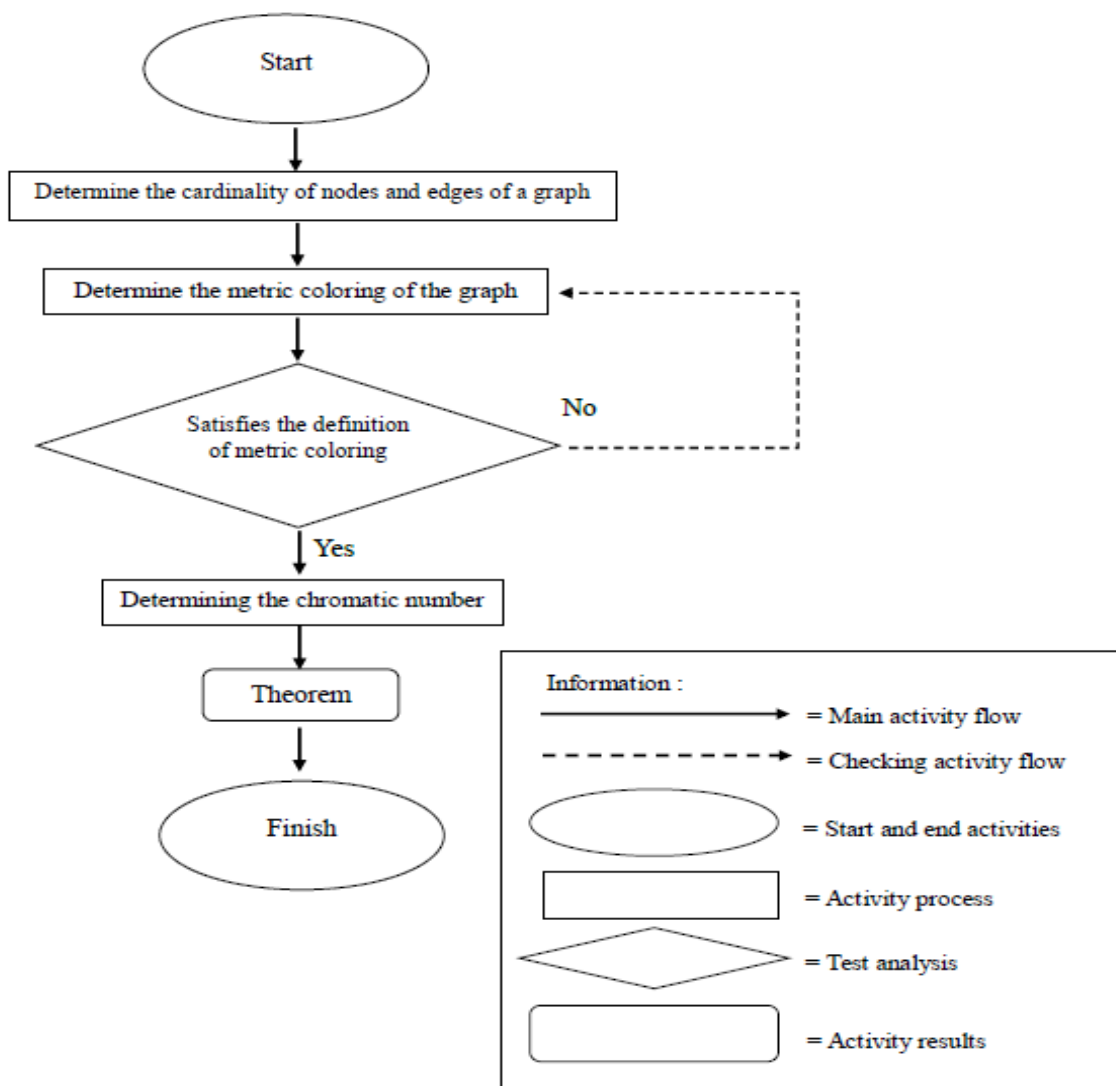 Start
Determine the cardinality of nodes and edges of a graph
Determine the metric coloring of the graph
Satisfies the definition
of metric coloring
No
Yes
Determining the chromatic number
Theorem
Finish
Information :
= Main activity flow
= Checking activity flow
= Start and end activities
= Activity process
= Test analysis
= Activity results